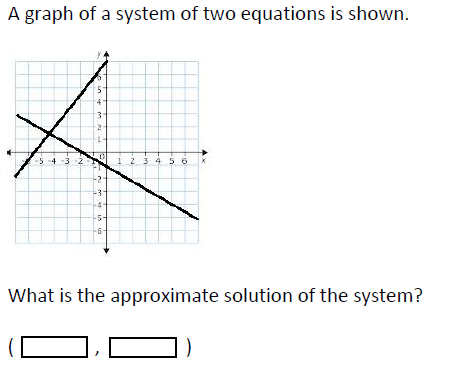 A graph of a system of two equations is shown.
y
6
5
4
3
2
1
-6 -5 -4 -3 -2 -1 0 1 2 3 4 5 6 x
-2
-3
-4
-5
-6
What is the approximate solution of the system?
( , )